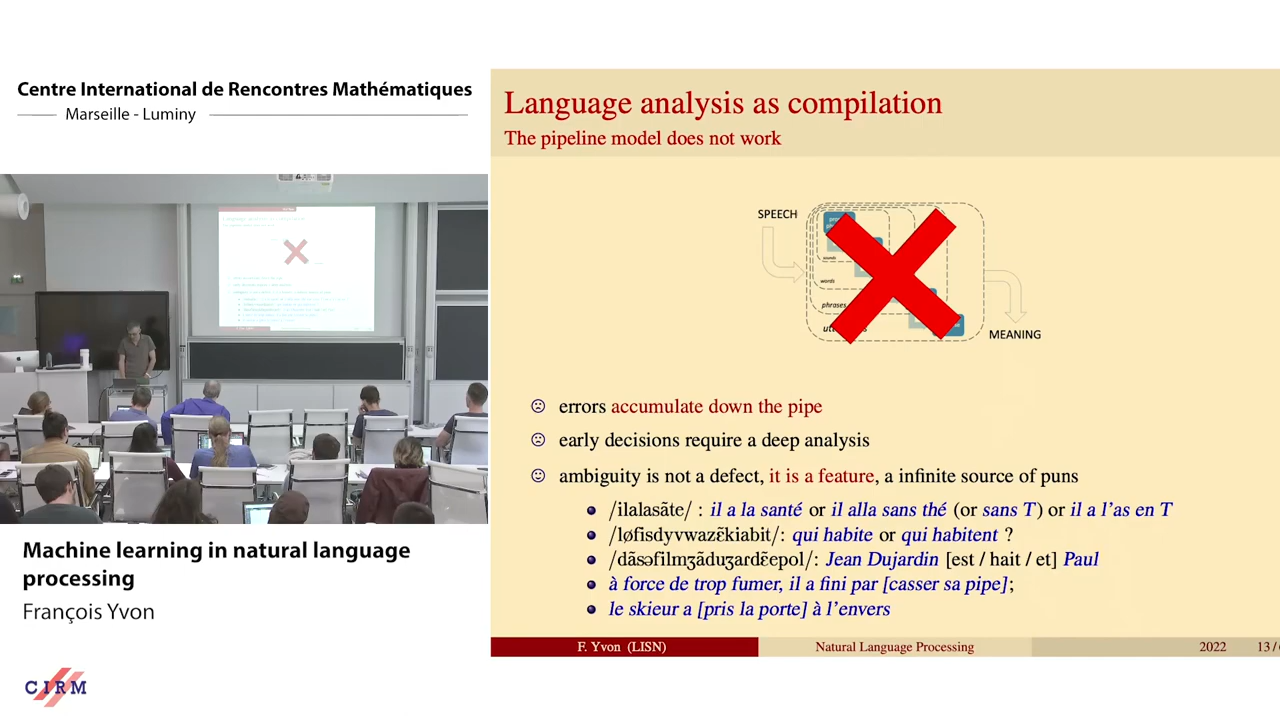 Centre International de Rencontres Mathématiques
Marseille - Luminy
Machine learning in natural language
processing
François Yvon
CIRM
Language analysis as compilation
The pipeline model does not work
SPEECH
words
phrases
MEANING
errors accumulate down the pipe
early decisions require a deep analysis
ambiguity is not a defect, it is a feature, a infinite source of puns
/ilalasãte/ : il a la santé or il alla sans thé (or sans T) or il a l'as en T
/løfisdyvwazɛ̃kiabit/: qui habite or qui habitent ?
/dãsəfilmʒãduʒardɛ̃epol/: Jean Dujardin [est / hait / et] Paul
à force de trop fumer, il a fini par [casser sa pipe];
le skieur a [pris la porte] à l'envers
F. Yvon (LISN)
Natural Language Processing
2022
13/